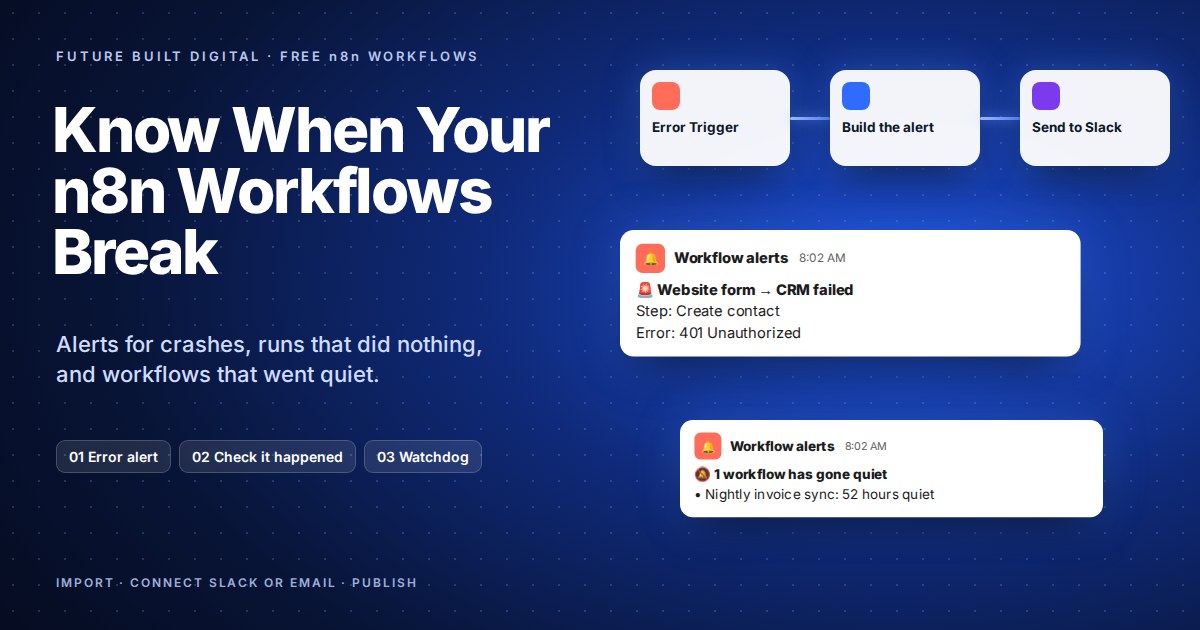 FUTURE BUILT DIGITAL · FREE n8n WORKFLOWS
Know When Your
n8n Workflows
Break
Alerts for crashes, runs that did nothing,
and workflows that went quiet.
01 Error alert
02 Check it happened
03 Watchdog
IMPORT · CONNECT SLACK OR EMAIL · PUBLISH
Error Trigger
Build the alert
Send to Slack
Workflow alerts 8:02 AM
🚨 Website form → CRM failed
Step: Create contact
Error: 401 Unauthorized
Workflow alerts 8:02 AM
🔕 1 workflow has gone quiet
• Nightly invoice sync: 52 hours quiet